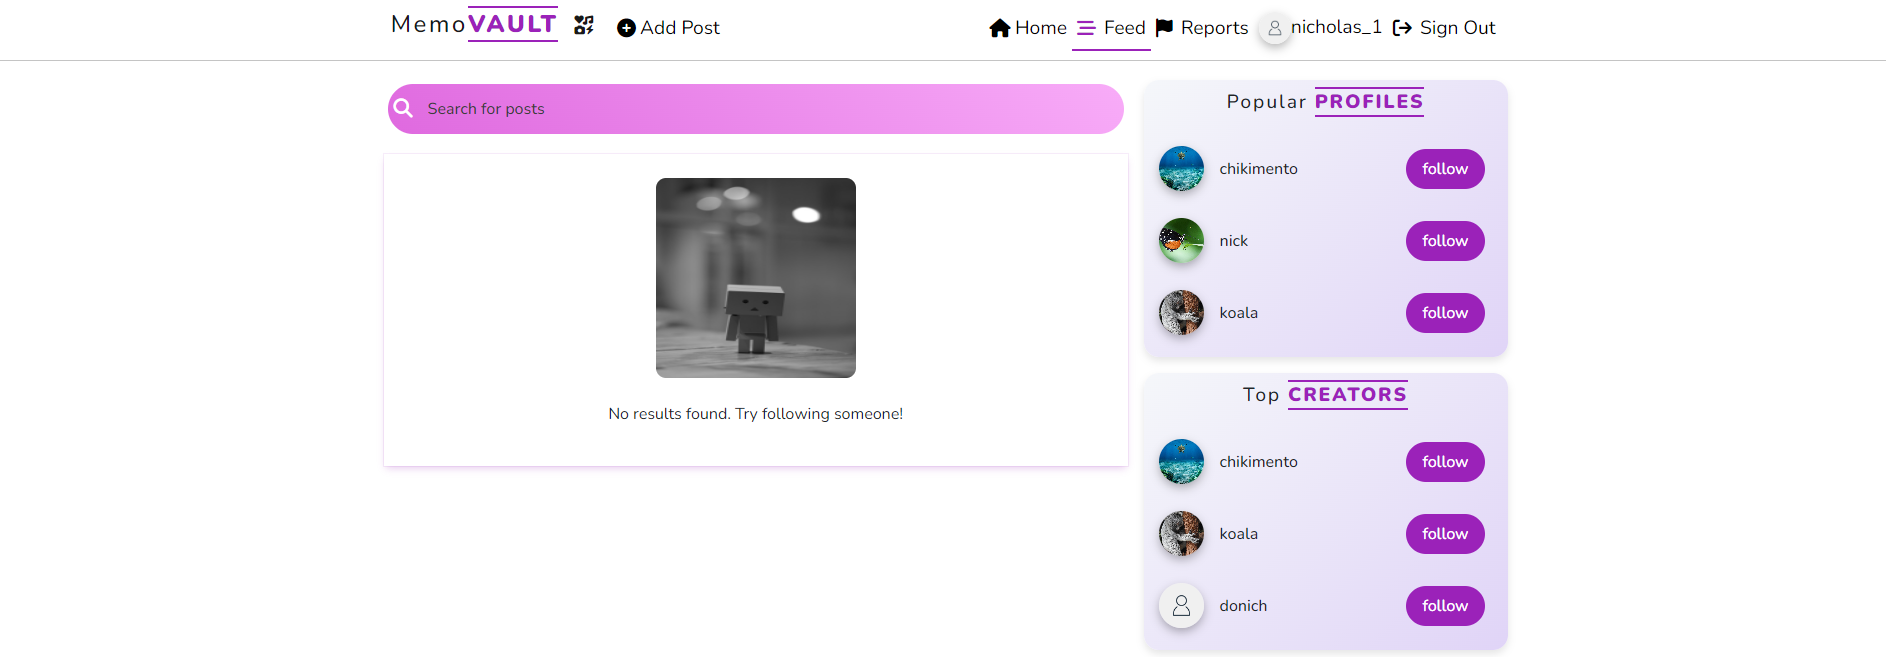 MemoVAULT Add Post Home Feed Reports nicholas_1 Sign Out
Search for posts
No results found. Try following someone!
Popular PROFILES
chikimento follow
nick follow
koala follow
Top CREATORS
chikimento follow
koala follow
donich follow